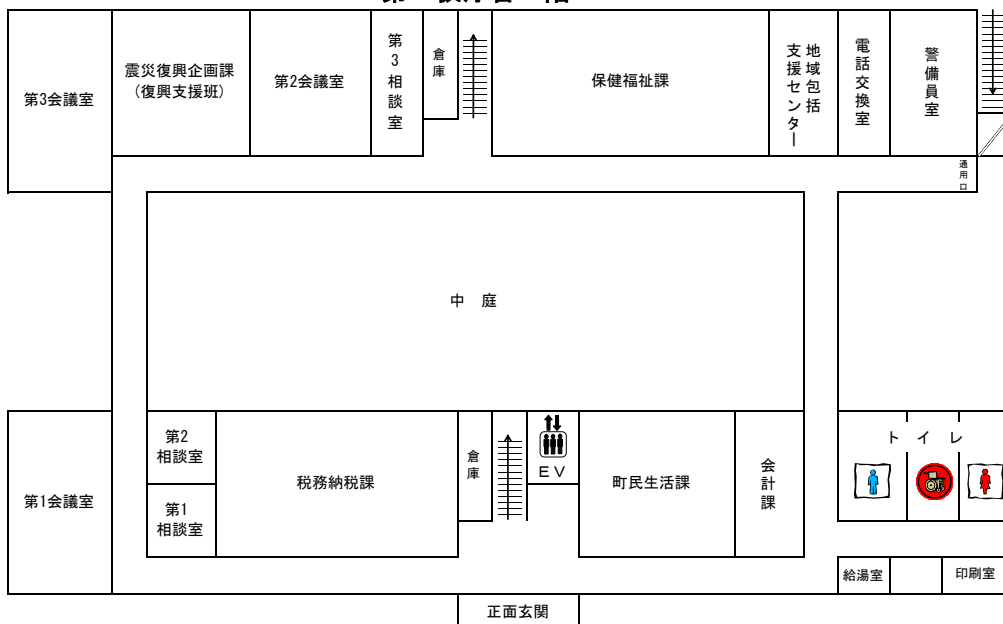 第3会議室
震災復興企画課
(復興支援班)
第2会議室
第3相談室
倉庫
保健福祉課
地域包括
支援センター
電話交換室
警備員室
通用口
中 庭
第1会議室
第2
相談室
第1
相談室
税務納税課
倉庫
EV
町民生活課
会計課
トイレ
給湯室
印刷室
正面玄関